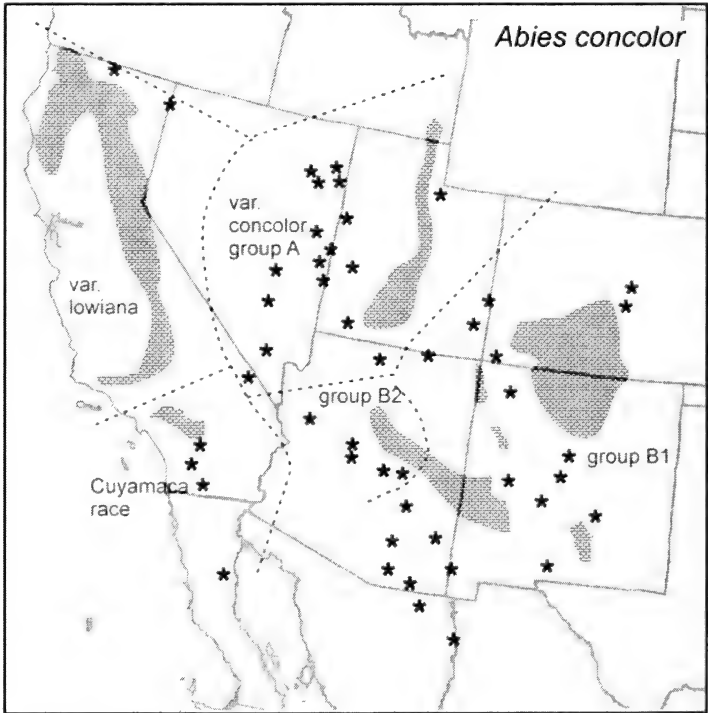 Abies concolor
var.
concolor
group A
var.
lowiana
group B2
group B1
Cuyamaca
race